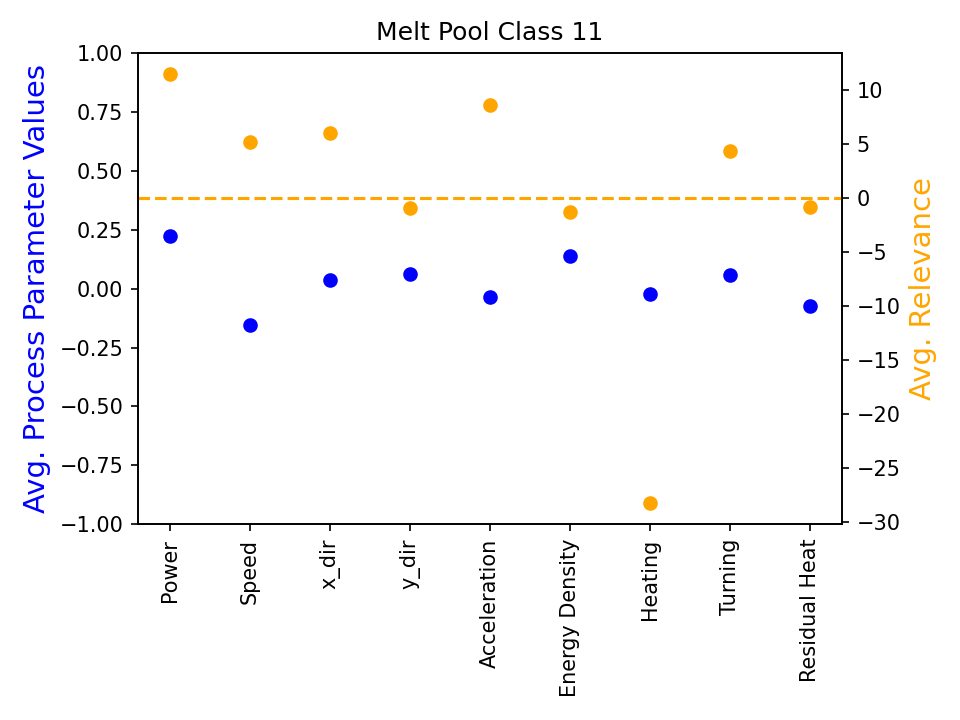 Melt Pool Class 11
Avg. Process Parameter Values
1.00
0.75
0.50
0.25
0.00
−0.25
−0.50
−0.75
−1.00
10
5
0
−5
−10
−15
−20
−25
−30
Avg. Relevance
Power
Speed
x_dir
y_dir
Acceleration
Energy Density
Heating
Turning
Residual Heat